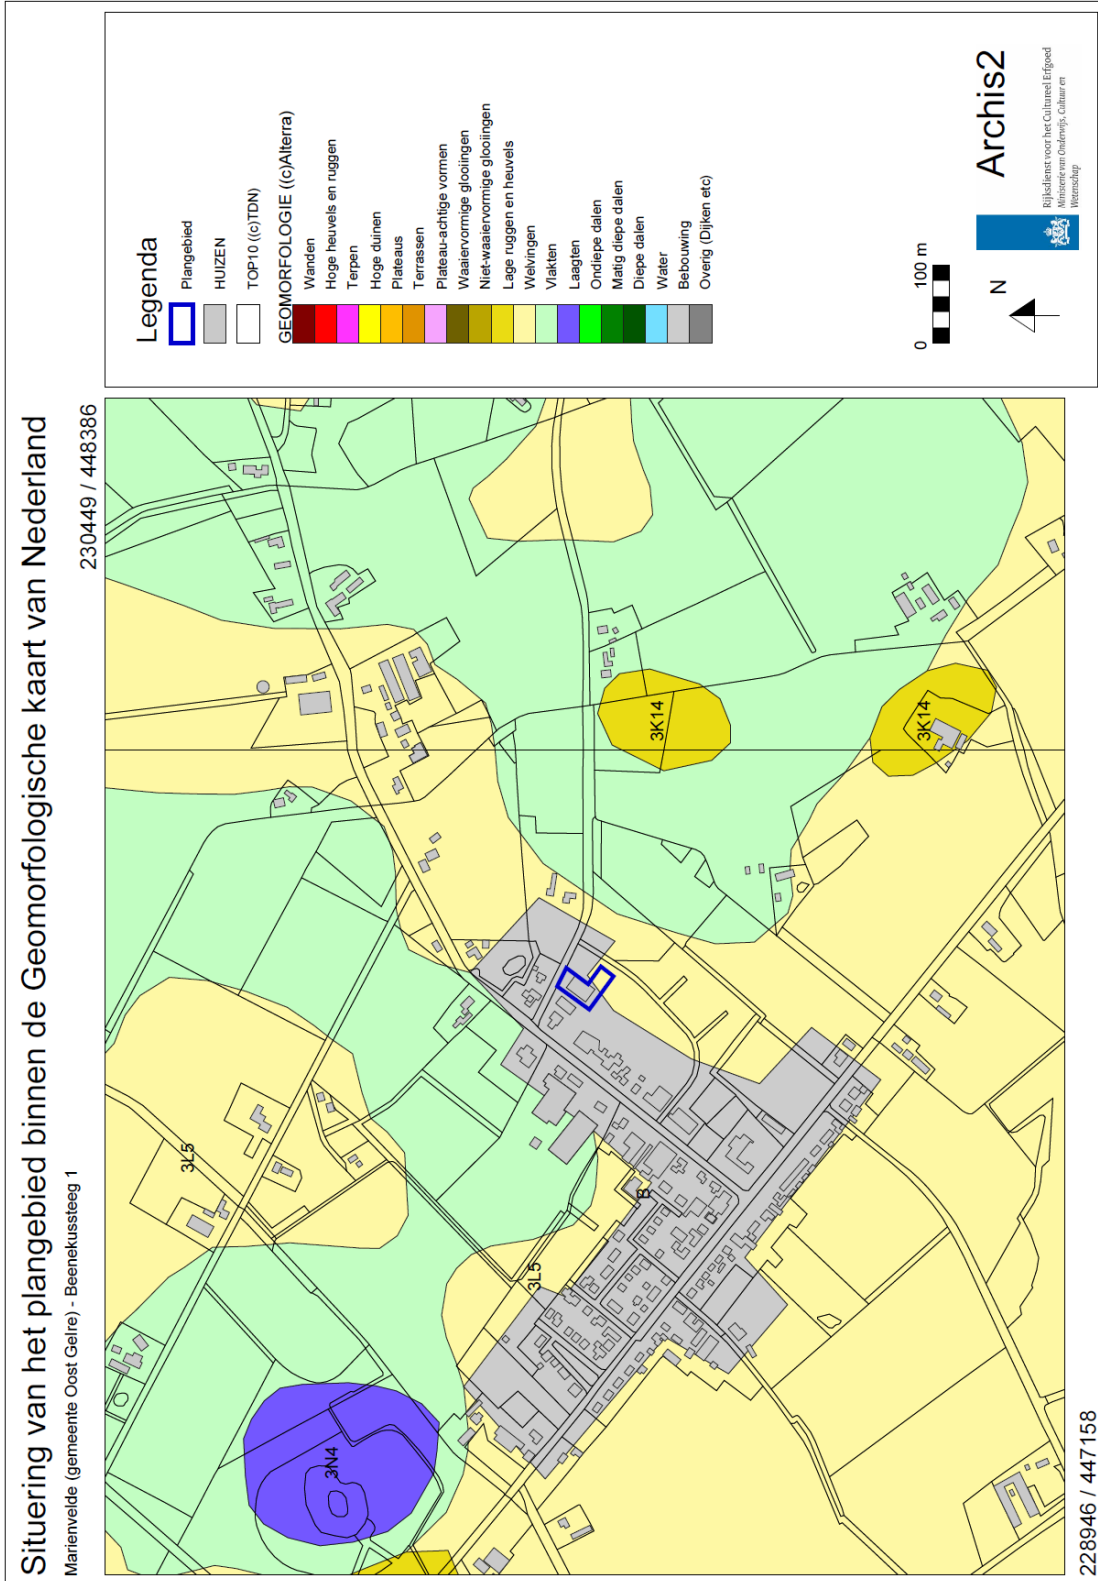 Situering van het plangebied binnen de Geomorfologische kaart van Nederland
Marienvelde (gemeente Oost Gelre) - Beenekussteeg 1
230449 / 448386
3L5
3N4
3L5
B
3K14
3K14
228946 / 447158
Legenda
Plangebied
HUIZEN
TOP10 ((c)TDN)
GEOMORFOLOGIE ((c)Alterra)
Wanden
Hoge heuvels en ruggen
Terpen
Hoge duinen
Plateaus
Terrassen
Plateau-achtige vormen
Waaiervormige glooiingen
Niet-waaiervormige glooiingen
Lage ruggen en heuvels
Welvingen
Vlakten
Laagten
Ondiepe dalen
Matig diepe dalen
Diepe dalen
Water
Bebouwing
Overig (Dijken etc)
0 100 m
N
Archis2
Rijksdienst voor het Cultureel Erfgoed
Ministerie van Onderwijs, Cultuur en
Wetenschap